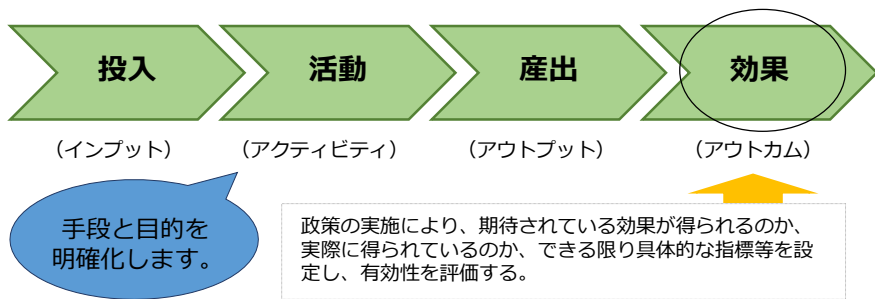 投入
活動
産出
効果
(インプット)
(アクティビティ)
(アウトプット)
(アウトカム)
手段と目的を
明確化します。
政策の実施により、期待されている効果が得られるのか、
実際に得られているのか、できる限り具体的な指標等を設
定し、有効性を評価する。